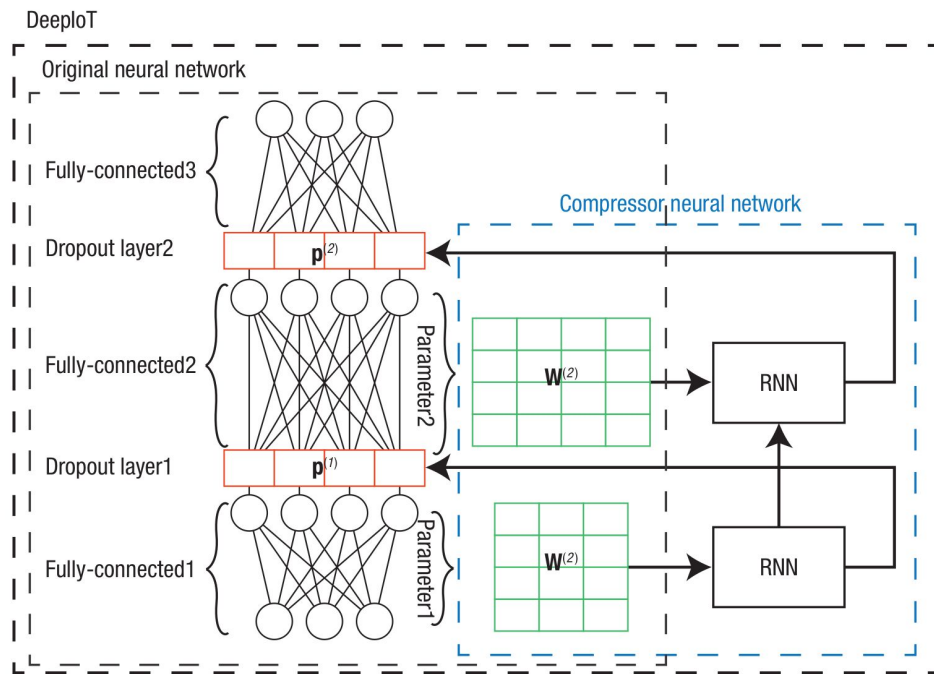 DeepIoT
Original neural network
Fully-connected3
Compressor neural network
Dropout layer2
p(2)
Fully-connected2
Parameter2
W(2)
RNN
Dropout layer1
p(1)
Fully-connected1
Parameter1
W(2)
RNN